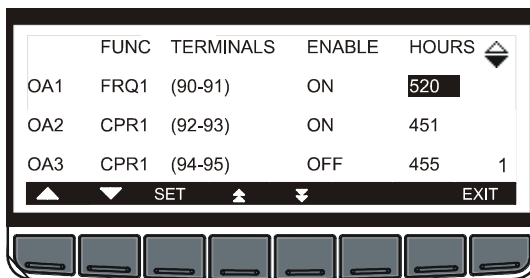 FUNC TERMINALS ENABLE HOURS
OA1 FRQ1 (90-91) ON 520
OA2 CPR1 (92-93) ON 451
OA3 CPR1 (94-95) OFF 455 1
SET EXIT